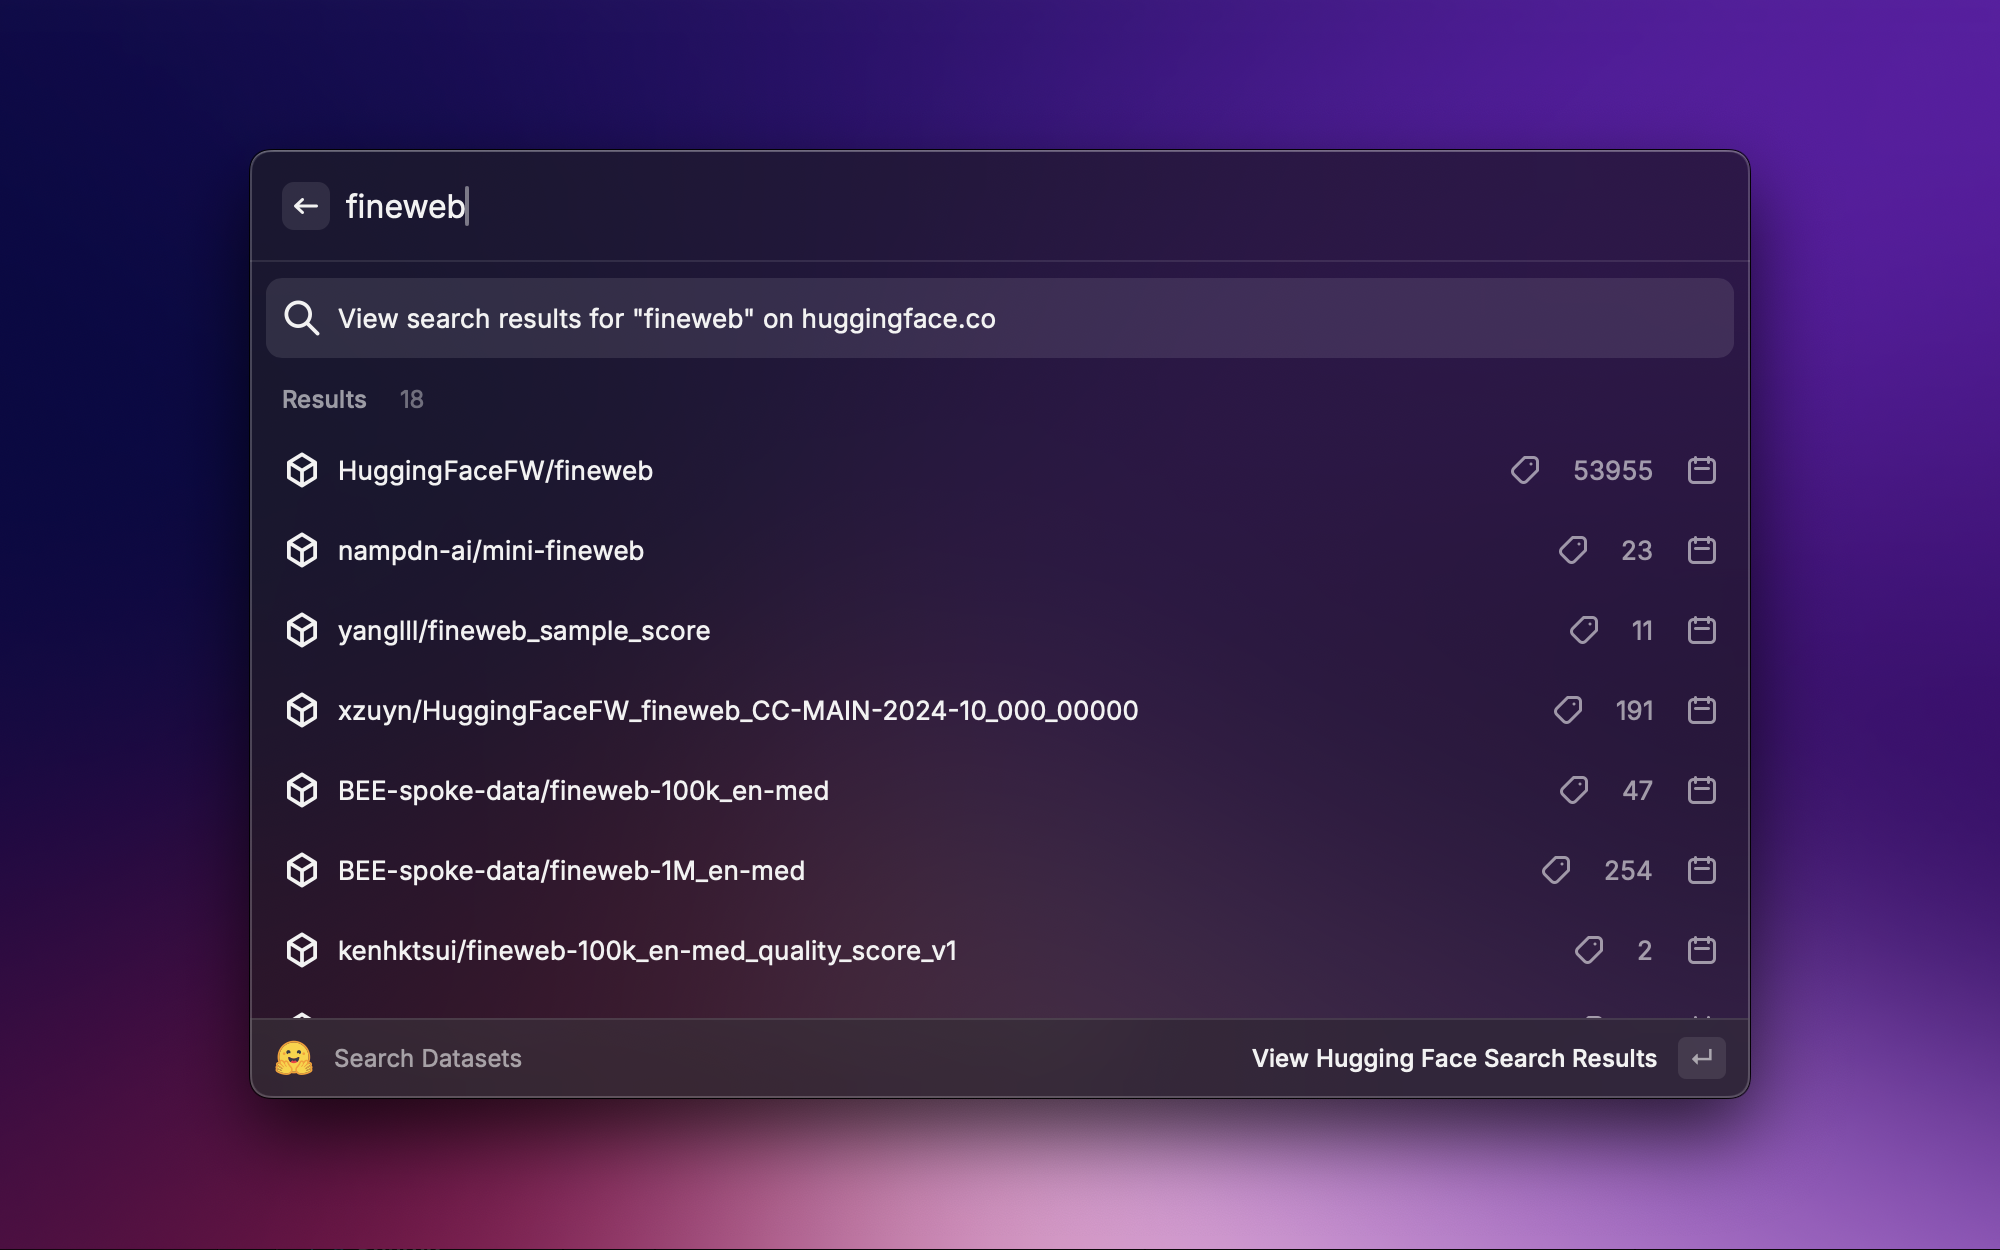 fineweb
View search results for "fineweb" on huggingface.co
Results 18
HuggingFaceFW/fineweb 53955
nampdn-ai/mini-fineweb 23
yanglll/fineweb_sample_score 11
xzuyn/HuggingFaceFW_fineweb_CC-MAIN-2024-10_000_00000 191
BEE-spoke-data/fineweb-100k_en-med 47
BEE-spoke-data/fineweb-1M_en-med 254
kenhktsui/fineweb-100k_en-med_quality_score_v1 2
Search Datasets View Hugging Face Search Results